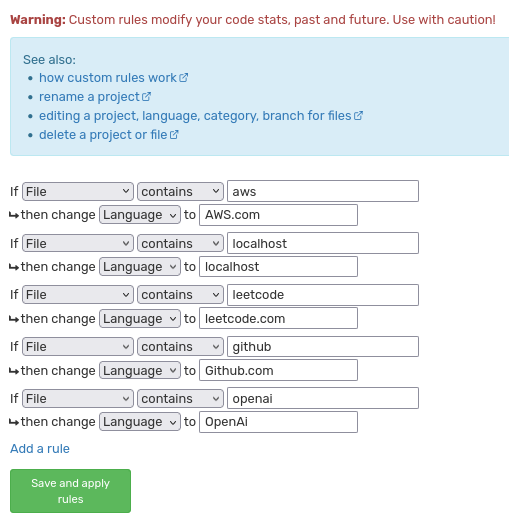 Warning: Custom rules modify your code stats, past and future. Use with caution!
See also:
• how custom rules work
• rename a project
• editing a project, language, category, branch for files
• delete a project or file
If File contains aws
then change Language to AWS.com
If File contains localhost
then change Language to localhost
If File contains leetcode
then change Language to leetcode.com
If File contains github
then change Language to Github.com
If File contains openai
then change Language to OpenAi
Add a rule
Save and apply
rules